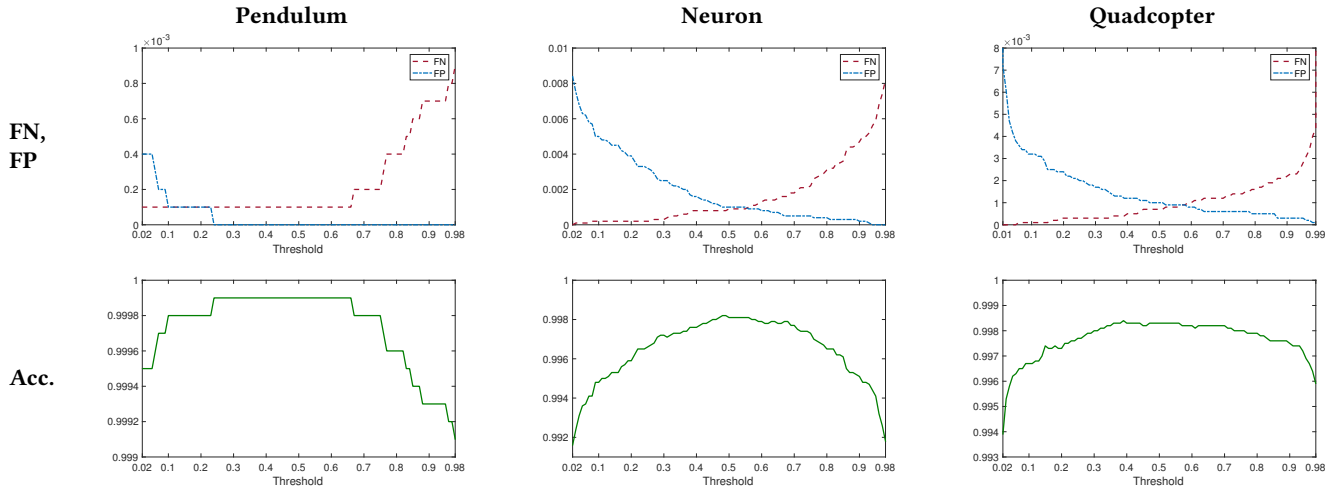 Pendulum Neuron Quadcopter
FN,
FP
×10⁻³
1
0.8
0.6
0.4
0.2
0
0.02 0.1 0.2 0.3 0.4 0.5 0.6 0.7 0.8 0.9 0.98
Threshold
FN
FP
0.01
0.008
0.006
0.004
0.002
0
0.02 0.1 0.2 0.3 0.4 0.5 0.6 0.7 0.8 0.9 0.98
Threshold
FN
FP
×10⁻³
8
7
6
5
4
3
2
1
0
0.01 0.1 0.2 0.3 0.4 0.5 0.6 0.7 0.8 0.9 0.99
Threshold
FN
FP
Acc.
1
0.9998
0.9996
0.9994
0.9992
0.999
0.02 0.1 0.2 0.3 0.4 0.5 0.6 0.7 0.8 0.9 0.98
Threshold
1
0.998
0.996
0.994
0.992
0.02 0.1 0.2 0.3 0.4 0.5 0.6 0.7 0.8 0.9 0.98
Threshold
1
0.999
0.998
0.997
0.996
0.995
0.994
0.993
0.02 0.1 0.2 0.3 0.4 0.5 0.6 0.7 0.8 0.9 0.98
Threshold